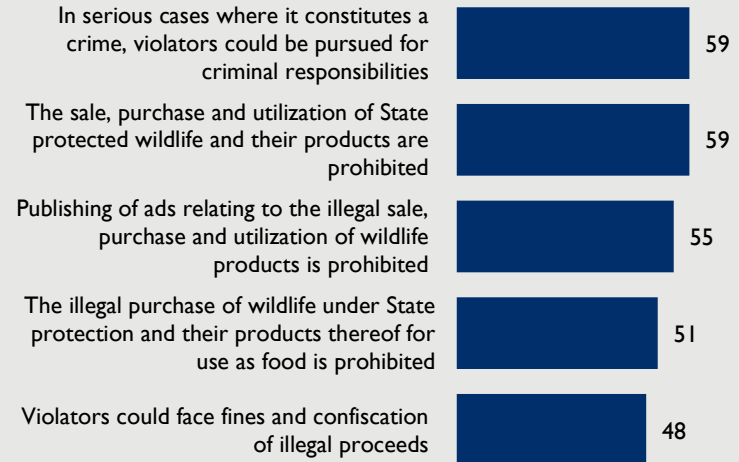 In serious cases where it constitutes a
crime, violators could be pursued for
criminal responsibilities
59
The sale, purchase and utilization of State
protected wildlife and their products are
prohibited
59
Publishing of ads relating to the illegal sale,
purchase and utilization of wildlife
products is prohibited
55
The illegal purchase of wildlife under State
protection and their products thereof for
use as food is prohibited
51
Violators could face fines and confiscation
of illegal proceeds
48